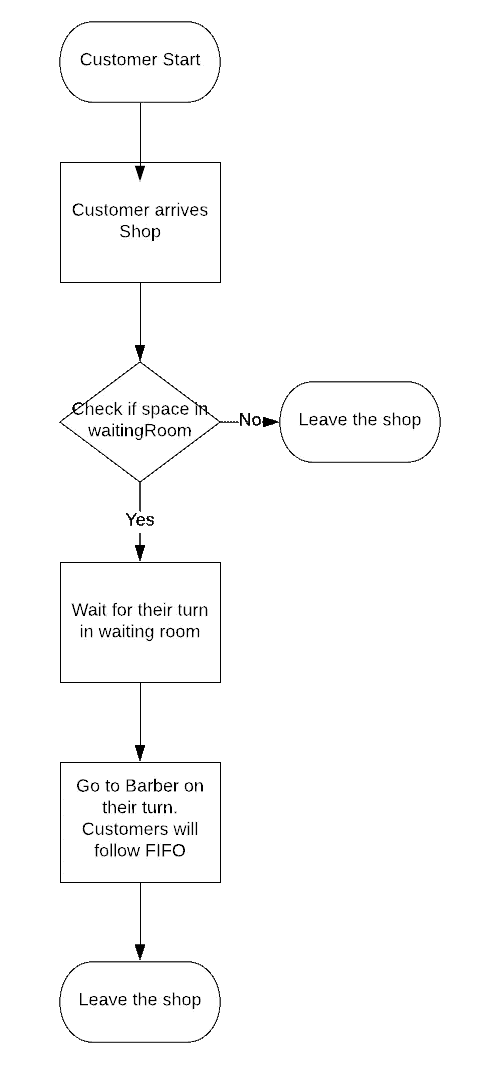 Customer Start
Customer arrives
Shop
Check if space in
waitingRoom
No
Leave the shop
Yes
Wait for their turn
in waiting room
Go to Barber on
their turn.
Customers will
follow FIFO
Leave the shop